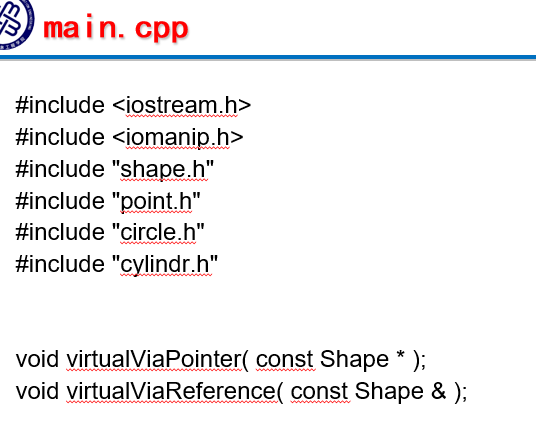 main.cpp
#include <iostream.h>
#include <iomanip.h>
#include "shape.h"
#include "point.h"
#include "circle.h"
#include "cylindr.h"
void virtualViaPointer( const Shape * );
void virtualViaReference( const Shape & );